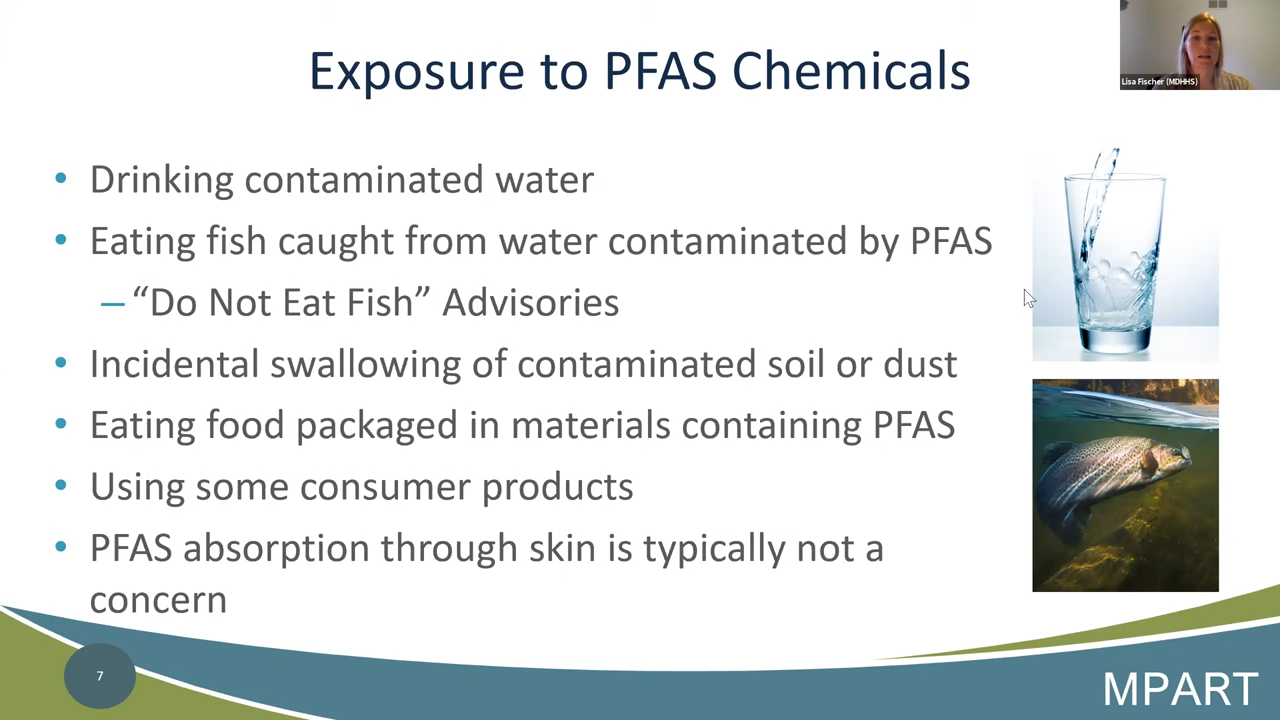 Exposure to PFAS Chemicals
Lisa Fischer (MDHHS)
• Drinking contaminated water
• Eating fish caught from water contaminated by PFAS
– “Do Not Eat Fish” Advisories
• Incidental swallowing of contaminated soil or dust
• Eating food packaged in materials containing PFAS
• Using some consumer products
• PFAS absorption through skin is typically not a
concern
7
MPART